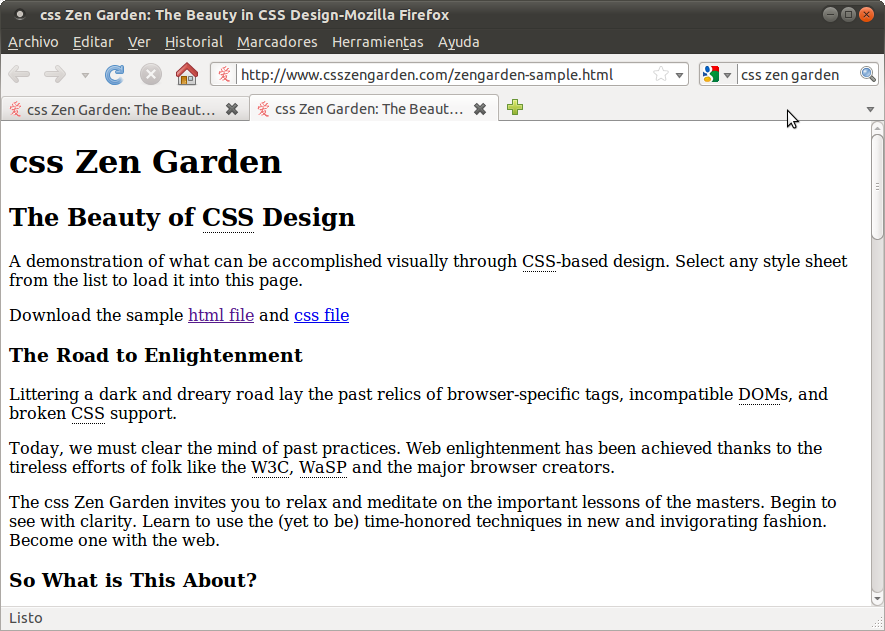 css Zen Garden: The Beauty in CSS Design-Mozilla Firefox
Archivo Editar Ver Historial Marcadores Herramientas Ayuda
http://www.csszengarden.com/zengarden-sample.html css zen garden
css Zen Garden: The Beaut... css Zen Garden: The Beaut...
css Zen Garden
The Beauty of CSS Design
A demonstration of what can be accomplished visually through CSS-based design. Select any style sheet
from the list to load it into this page.
Download the sample html file and css file
The Road to Enlightenment
Littering a dark and dreary road lay the past relics of browser-specific tags, incompatible DOMs, and
broken CSS support.
Today, we must clear the mind of past practices. Web enlightenment has been achieved thanks to the
tireless efforts of folk like the W3C, WaSP and the major browser creators.
The css Zen Garden invites you to relax and meditate on the important lessons of the masters. Begin to
see with clarity. Learn to use the (yet to be) time-honored techniques in new and invigorating fashion.
Become one with the web.
So What is This About?
Listo